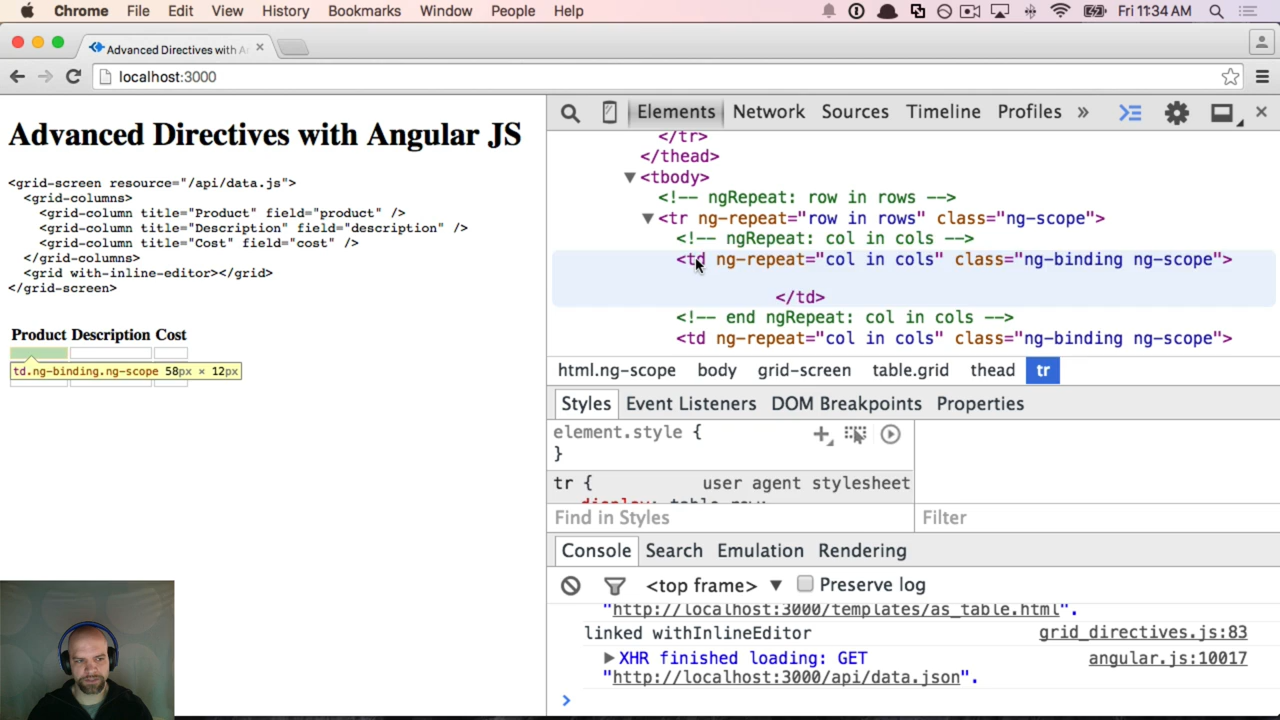 Chrome File Edit View History Bookmarks Window People Help Fri 11:34 AM
Advanced Directives with A
localhost:3000
Advanced Directives with Angular JS
<grid-screen resource="/api/data.js">
<grid-columns>
<grid-column title="Product" field="product" />
<grid-column title="Description" field="description" />
<grid-column title="Cost" field="cost" />
</grid-columns>
<grid with-inline-editor></grid>
</grid-screen>
Product Description Cost
td.ng-binding.ng-scope 58px × 12px
Elements Network Sources Timeline Profiles »
</tr>
</thead>
<tbody>
<!-- ngRepeat: row in rows -->
<tr ng-repeat="row in rows" class="ng-scope">
<!-- ngRepeat: col in cols -->
<td ng-repeat="col in cols" class="ng-binding ng-scope">
</td>
<!-- end ngRepeat: col in cols -->
<td ng-repeat="col in cols" class="ng-binding ng-scope">
html.ng-scope body grid-screen table.grid thead tr
Styles Event Listeners DOM Breakpoints Properties
element.style {
}
tr { user agent stylesheet
display: table-row;
Find in Styles Filter
Console Search Emulation Rendering
<top frame> ▼ Preserve log
"http://localhost:3000/templates/as_table.html".
linked withInlineEditor grid_directives.js:83
XHR finished loading: GET angular.js:10017
"http://localhost:3000/api/data.json".
>